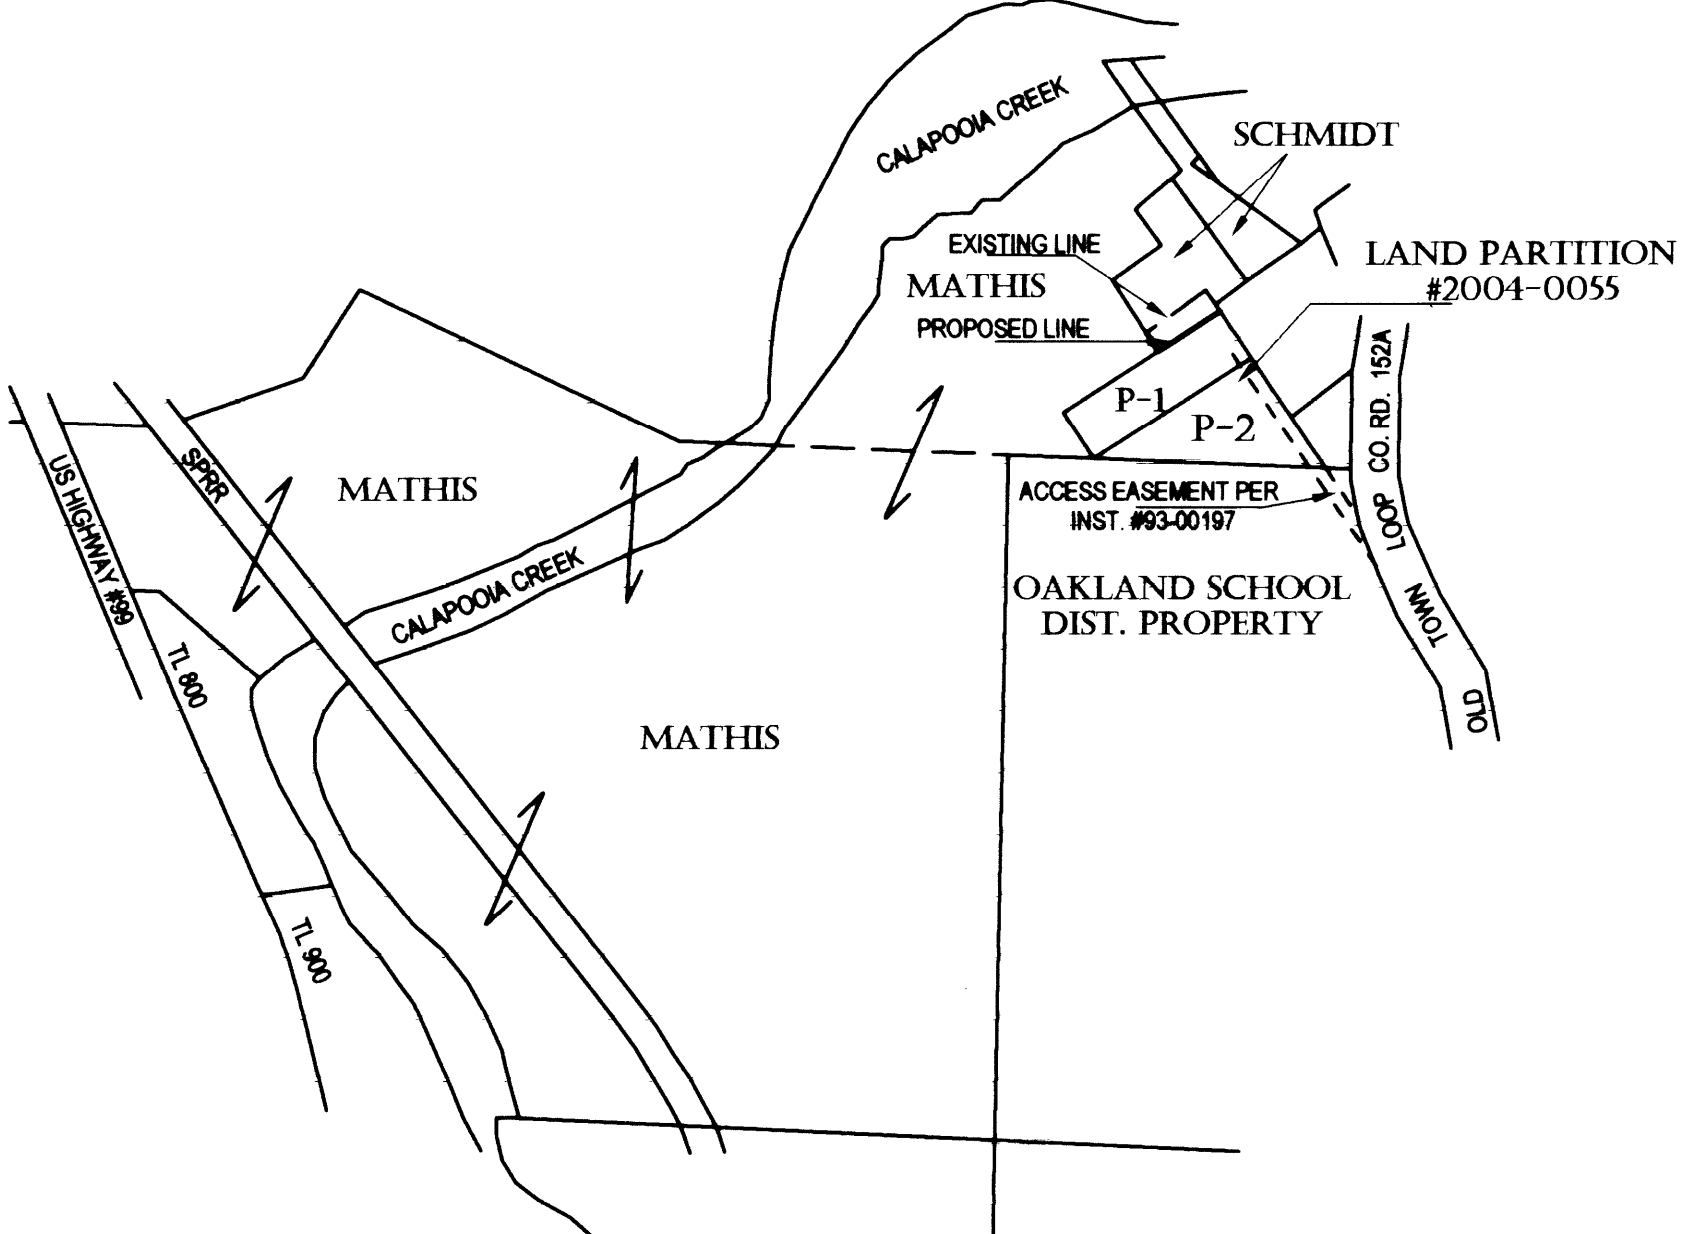 CALAPOOIA CREEK
SCHMIDT
EXISTING LINE
MATHIS
PROPOSED LINE
LAND PARTITION
#2004-0055
P-1
P-2
ACCESS EASEMENT PER
INST. #93-00197
OAKLAND SCHOOL
DIST. PROPERTY
OLD TOWN LOOP CO. RD. 152A
US HIGHWAY #99
SPRR
MATHIS
CALAPOOIA CREEK
TL 800
MATHIS
TL 900